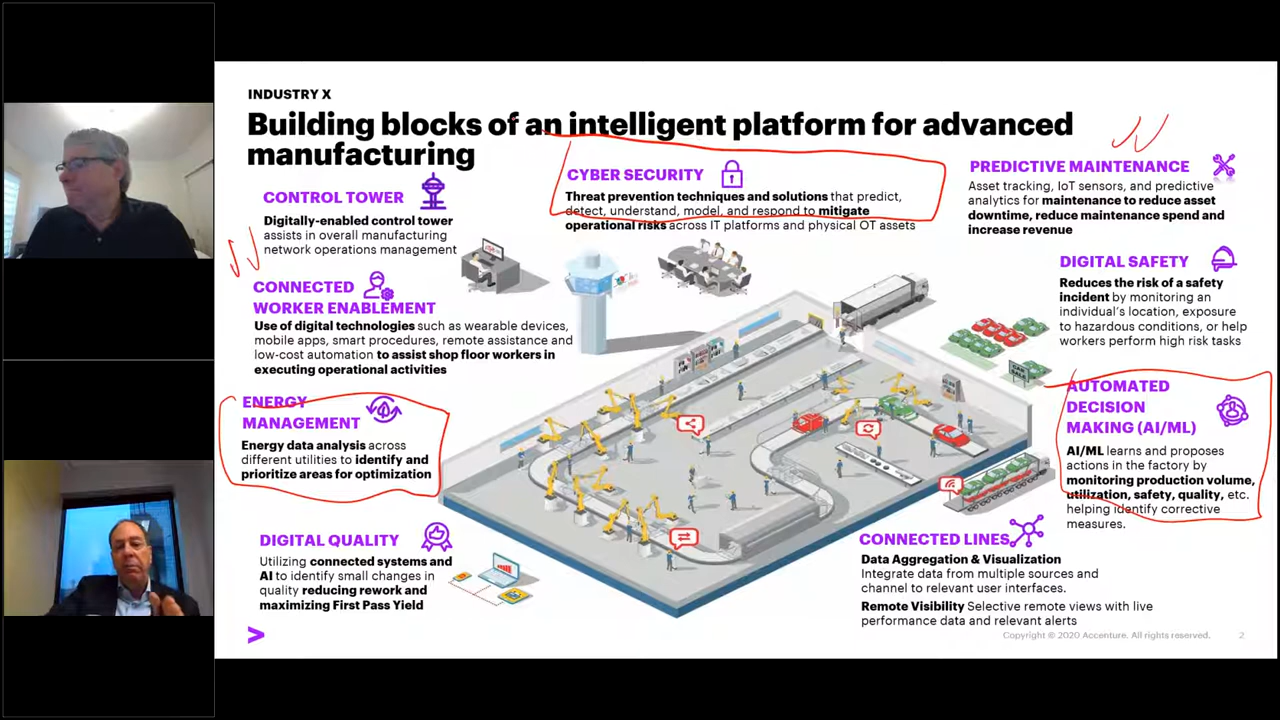 INDUSTRY X
Building blocks of an intelligent platform for advanced
manufacturing
CONTROL TOWER
Digitally-enabled control tower
assists in overall manufacturing
network operations management
CYBER SECURITY
Threat prevention techniques and solutions that predict,
detect, understand, model, and respond to mitigate
operational risks across IT platforms and physical OT assets
PREDICTIVE MAINTENANCE
Asset tracking, IoT sensors, and predictive
analytics for maintenance to reduce asset
downtime, reduce maintenance spend and
increase revenue
CONNECTED
WORKER ENABLEMENT
Use of digital technologies such as wearable devices,
mobile apps, smart procedures, remote assistance and
low-cost automation to assist shop floor workers in
executing operational activities
DIGITAL SAFETY
Reduces the risk of a safety
incident by monitoring an
individual's location, exposure
to hazardous conditions, or help
workers perform high risk tasks
CAR
SALE
ENERGY
MANAGEMENT
Energy data analysis across
different utilities to identify and
prioritize areas for optimization
AUTOMATED
DECISION
MAKING (AI/ML)
AI/ML learns and proposes
actions in the factory by
monitoring production volume,
utilization, safety, quality, etc.
helping identify corrective
measures.
DIGITAL QUALITY
Utilizing connected systems and
AI to identify small changes in
quality reducing rework and
maximizing First Pass Yield
CONNECTED LINES
Data Aggregation & Visualization
Integrate data from multiple sources and
channel to relevant user interfaces.
Remote Visibility Selective remote views with live
performance data and relevant alerts
Copyright © 2020 Accenture. All rights reserved. 2